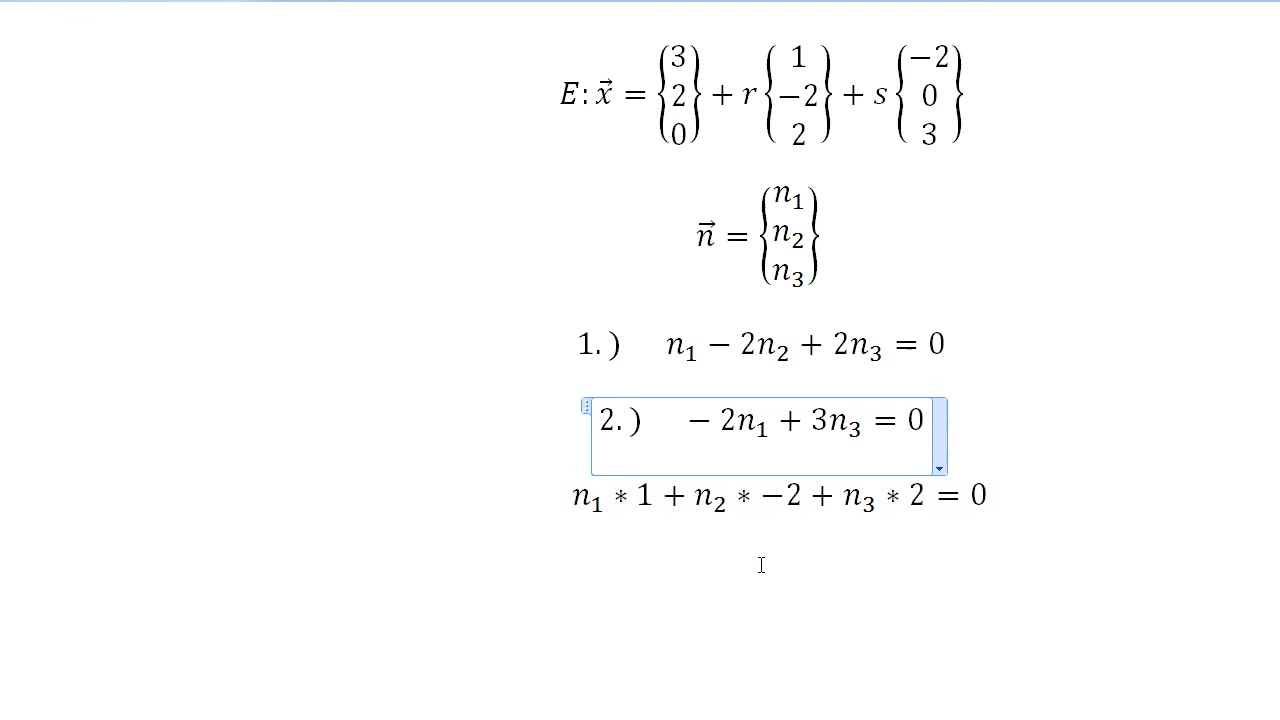 E: x⃗ = {3 2 0} + r {1 −2 2} + s {−2 0 3}
n⃗ = {n₁ n₂ n₃}
1.) n₁ − 2n₂ + 2n₃ = 0
2.) − 2n₁ + 3n₃ = 0
n₁ ∗ 1 + n₂ ∗ −2 + n₃ ∗ 2 = 0